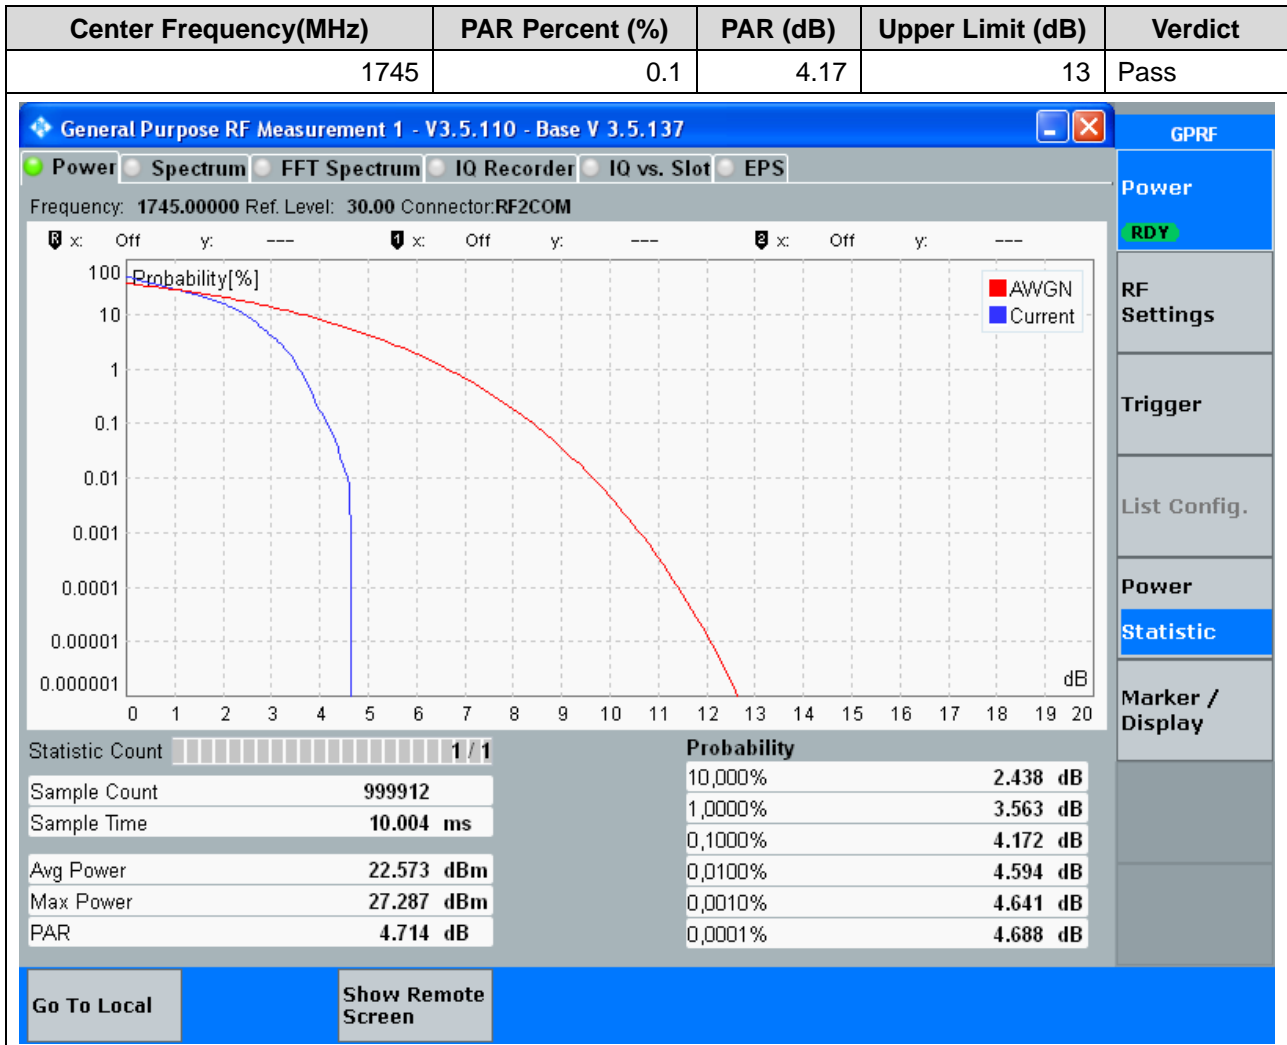 Center Frequency(MHz) PAR Percent (%) PAR (dB) Upper Limit (dB) Verdict
1745 0.1 4.17 13 Pass
General Purpose RF Measurement 1 - V3.5.110 - Base V 3.5.137
GPRF
Power Spectrum FFT Spectrum IQ Recorder IQ vs. Slot EPS
Frequency: 1745.00000 Ref. Level: 30.00 Connector:RF2COM
R x: Off y: --- 1 x: Off y: --- 2 x: Off y: ---
Probability[%]
AWGN
Current
100
10
1
0.1
0.01
0.001
0.0001
0.00001
0.000001
dB
0 1 2 3 4 5 6 7 8 9 10 11 12 13 14 15 16 17 18 19 20
Statistic Count 1 / 1
Sample Count 999912
Sample Time 10.004 ms
Avg Power 22.573 dBm
Max Power 27.287 dBm
PAR 4.714 dB
Probability
10,000% 2.438 dB
1,0000% 3.563 dB
0,1000% 4.172 dB
0,0100% 4.594 dB
0,0010% 4.641 dB
0,0001% 4.688 dB
Power
RDY
RF
Settings
Trigger
List Config.
Power
Statistic
Marker /
Display
Go To Local
Show Remote
Screen